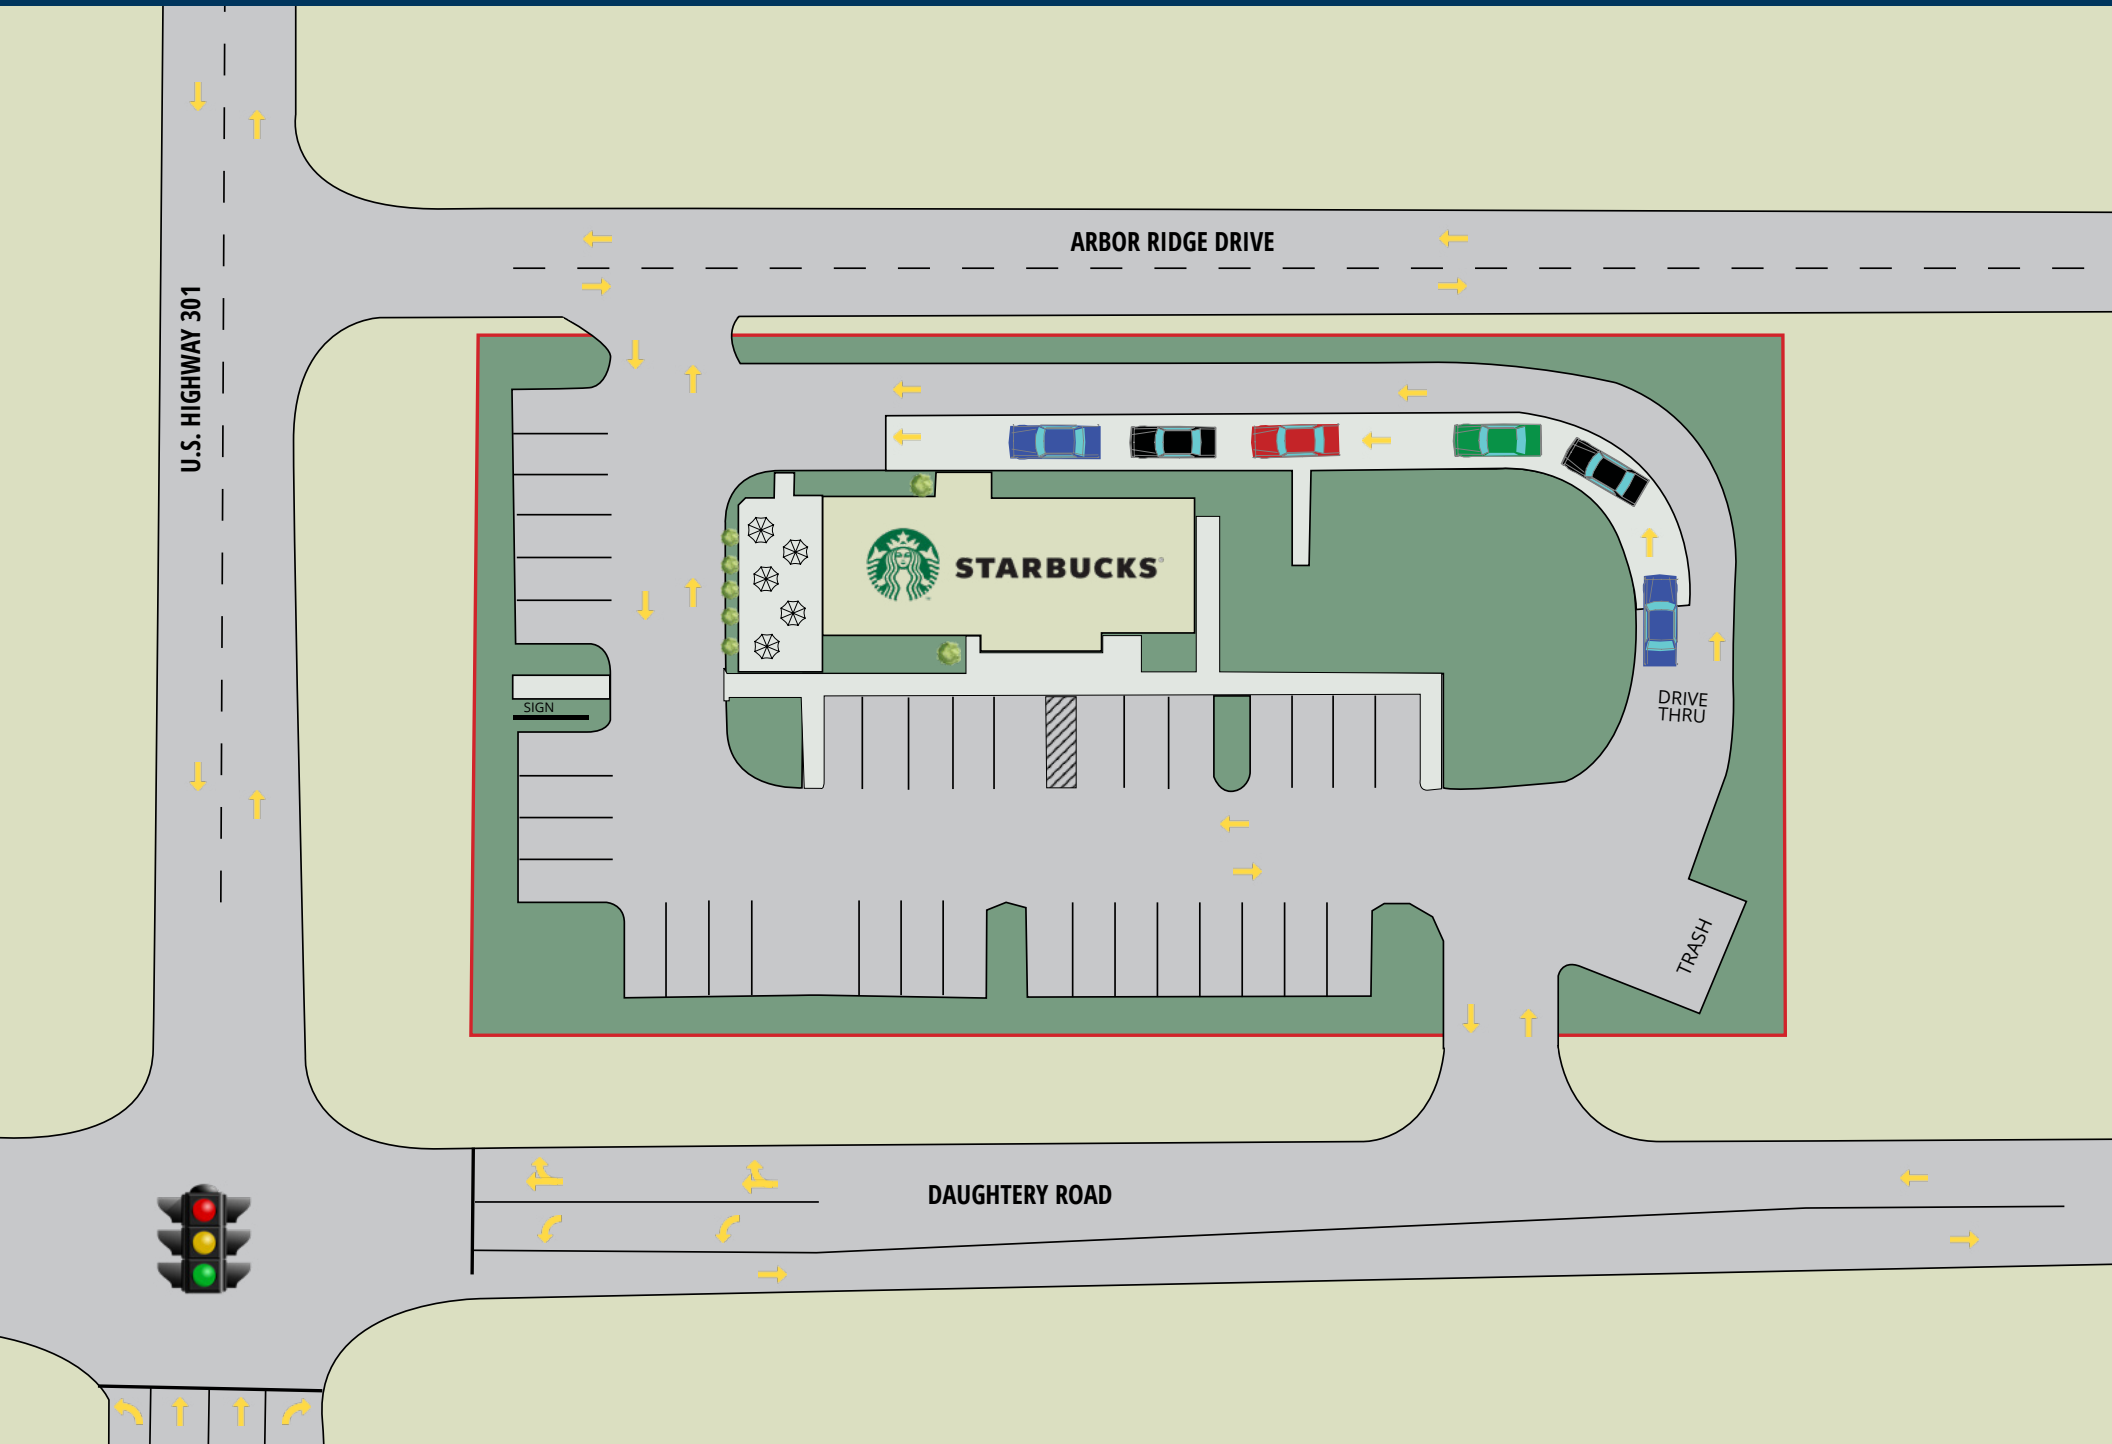 ARBOR RIDGE DRIVE
U.S. HIGHWAY 301
STARBUCKS
SIGN
DRIVE
THRU
TRASH
DAUGHTERY ROAD